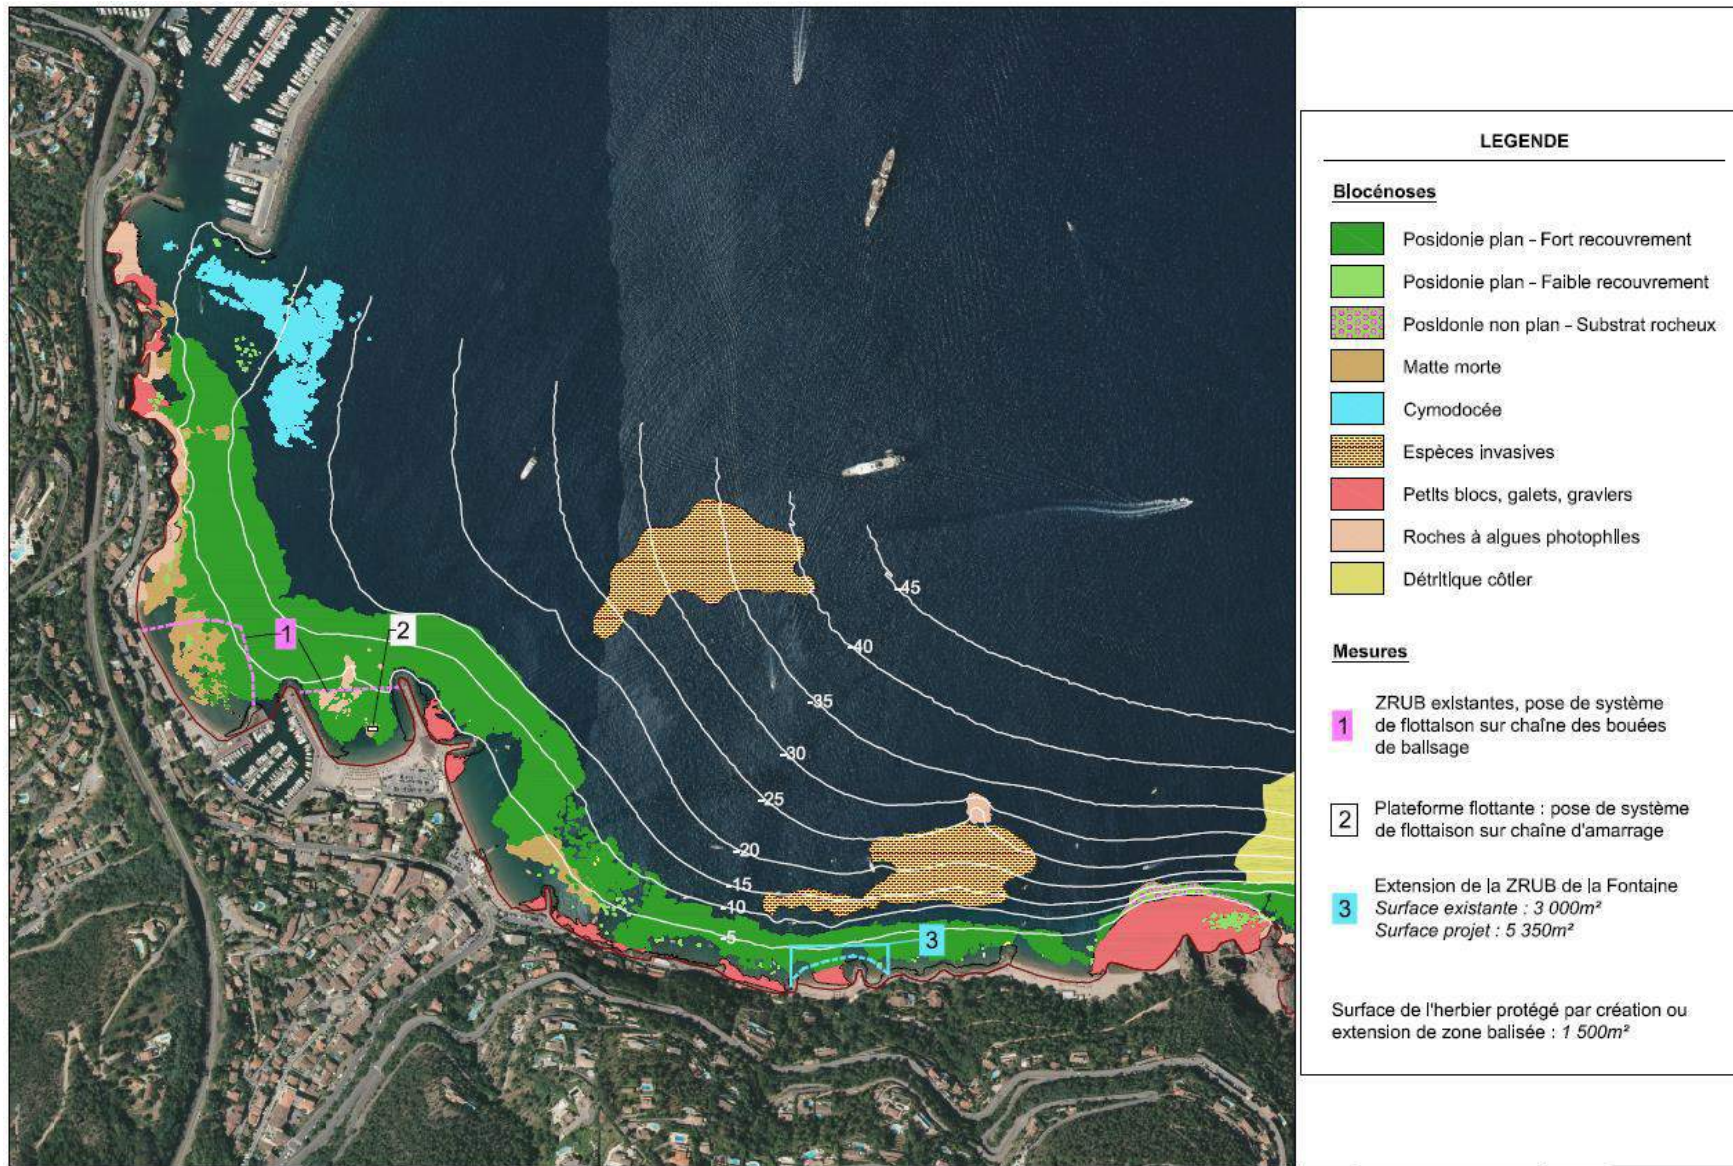 LEGENDE
Blocénoses
Posidonie plan - Fort recouvrement
Posidonie plan - Faible recouvrement
Posidonie non plan - Substrat rocheux
Matte morte
Cymodocée
Espèces invasives
Petits blocs, galets, graviers
Roches à algues photophiles
Détritique côtier
Mesures
1
ZRUB existantes, pose de système
de flottaison sur chaîne des bouées
de balisage
2
Plateforme flottante : pose de système
de flottaison sur chaîne d'amarrage
3
Extension de la ZRUB de la Fontaine
Surface existante : 3 000m²
Surface projet : 5 350m²
Surface de l'herbier protégé par création ou
extension de zone balisée : 1 500m²
1
2
3
-45
-40
-35
-30
-25
-20
-15
-10
-5